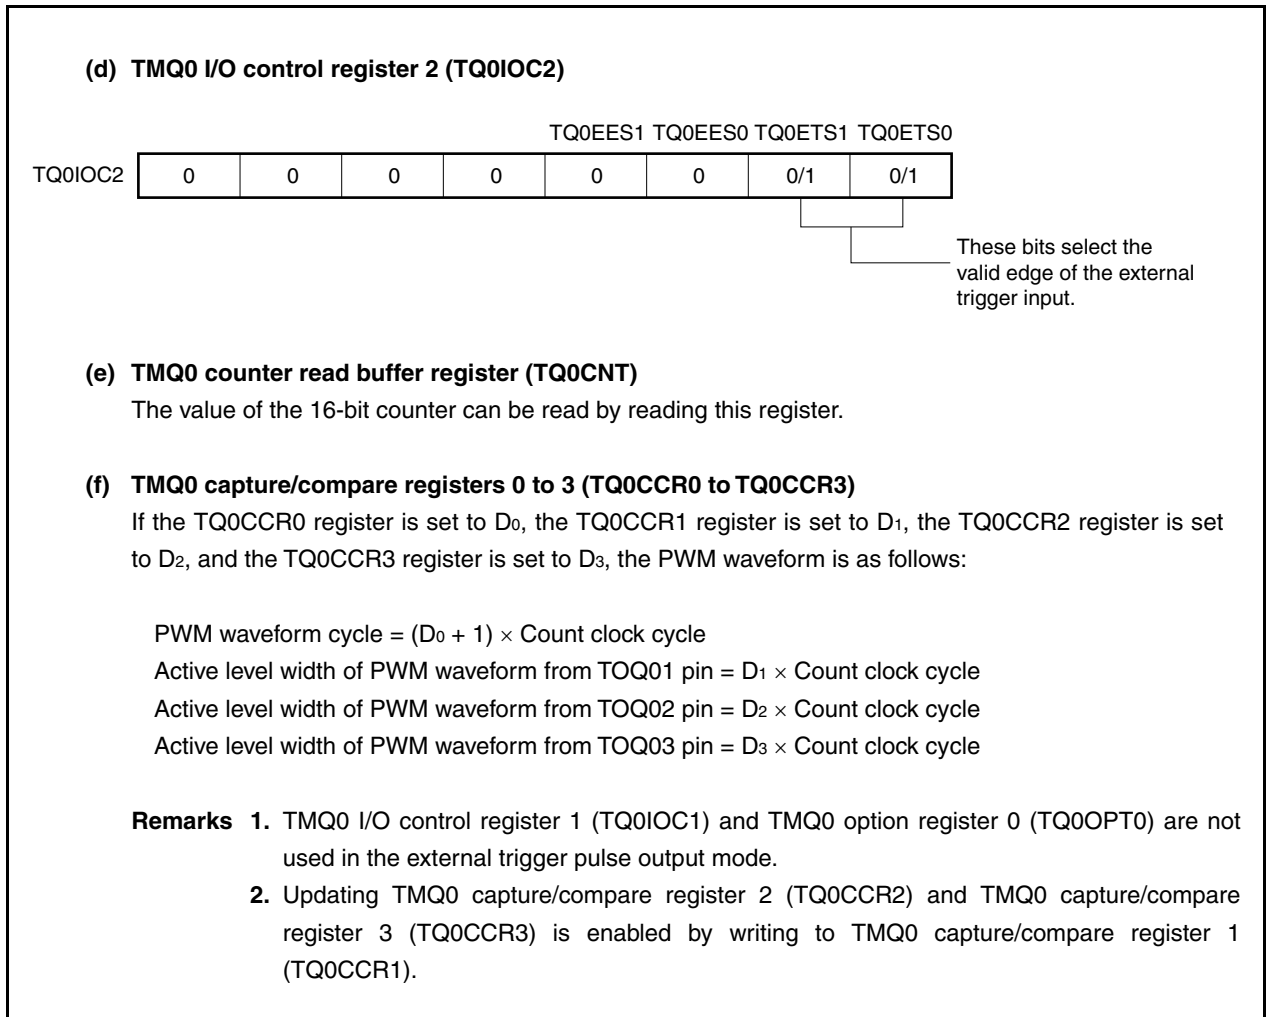 (d) TMQ0 I/O control register 2 (TQ0IOC2)
TQ0EES1 TQ0EES0 TQ0ETS1 TQ0ETS0
TQ0IOC2 0 0 0 0 0 0 0/1 0/1
These bits select the
valid edge of the external
trigger input.
(e) TMQ0 counter read buffer register (TQ0CNT)
The value of the 16-bit counter can be read by reading this register.
(f) TMQ0 capture/compare registers 0 to 3 (TQ0CCR0 to TQ0CCR3)
If the TQ0CCR0 register is set to D0, the TQ0CCR1 register is set to D1, the TQ0CCR2 register is set
to D2, and the TQ0CCR3 register is set to D3, the PWM waveform is as follows:
PWM waveform cycle = (D0 + 1) × Count clock cycle
Active level width of PWM waveform from TOQ01 pin = D1 × Count clock cycle
Active level width of PWM waveform from TOQ02 pin = D2 × Count clock cycle
Active level width of PWM waveform from TOQ03 pin = D3 × Count clock cycle
Remarks 1. TMQ0 I/O control register 1 (TQ0IOC1) and TMQ0 option register 0 (TQ0OPT0) are not
used in the external trigger pulse output mode.
2. Updating TMQ0 capture/compare register 2 (TQ0CCR2) and TMQ0 capture/compare
register 3 (TQ0CCR3) is enabled by writing to TMQ0 capture/compare register 1
(TQ0CCR1).